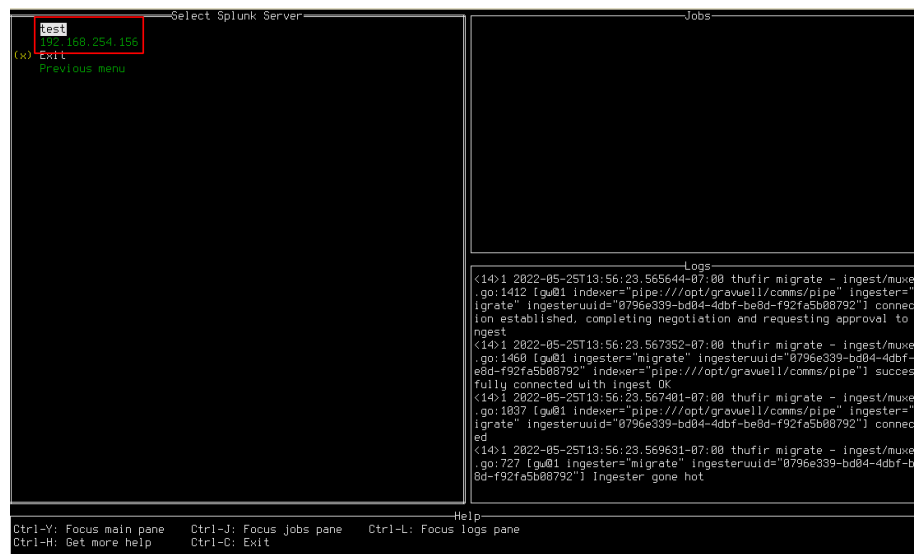 Select Splunk Server
test
192.168.254.156
(x) Exit
Previous menu
Jobs
Logs
<14>1 2022-05-25T13:56:23.565644-07:00 thufir migrate - ingest/muxe
.go:1412 [gw@1 indexer="pipe:///opt/gravwell/comms/pipe" ingester="
igrate" ingesteruuid="0796e339-bd04-4dbf-be8d-f92fa5b08792"] connec
ion established, completing negotiation and requesting approval to
ngest
<14>1 2022-05-25T13:56:23.567352-07:00 thufir migrate - ingest/muxe
.go:1460 [gw@1 ingester="migrate" ingesteruuid="0796e339-bd04-4dbf-
e8d-f92fa5b08792" indexer="pipe:///opt/gravwell/comms/pipe"] succes
fully connected with ingest OK
<14>1 2022-05-25T13:56:23.567401-07:00 thufir migrate - ingest/muxe
.go:1037 [gw@1 indexer="pipe:///opt/gravwell/comms/pipe" ingester="
igrate" ingesteruuid="0796e339-bd04-4dbf-be8d-f92fa5b08792"] connec
ed
<14>1 2022-05-25T13:56:23.569631-07:00 thufir migrate - ingest/muxe
.go:727 [gw@1 ingester="migrate" ingesteruuid="0796e339-bd04-4dbf-b
8d-f92fa5b08792"] Ingester gone hot
Help
Ctrl-Y: Focus main pane Ctrl-J: Focus jobs pane Ctrl-L: Focus logs pane
Ctrl-H: Get more help Ctrl-C: Exit